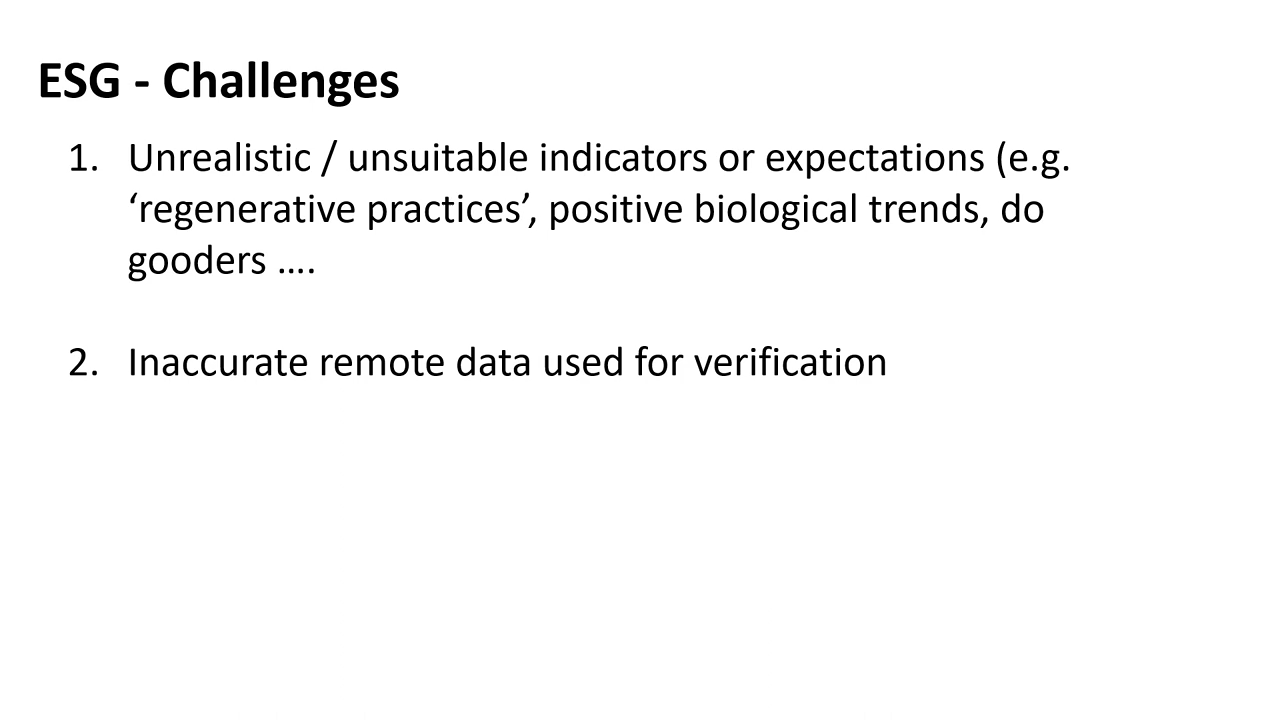 ESG - Challenges
1. Unrealistic / unsuitable indicators or expectations (e.g.
‘regenerative practices’, positive biological trends, do
gooders ….
2. Inaccurate remote data used for verification